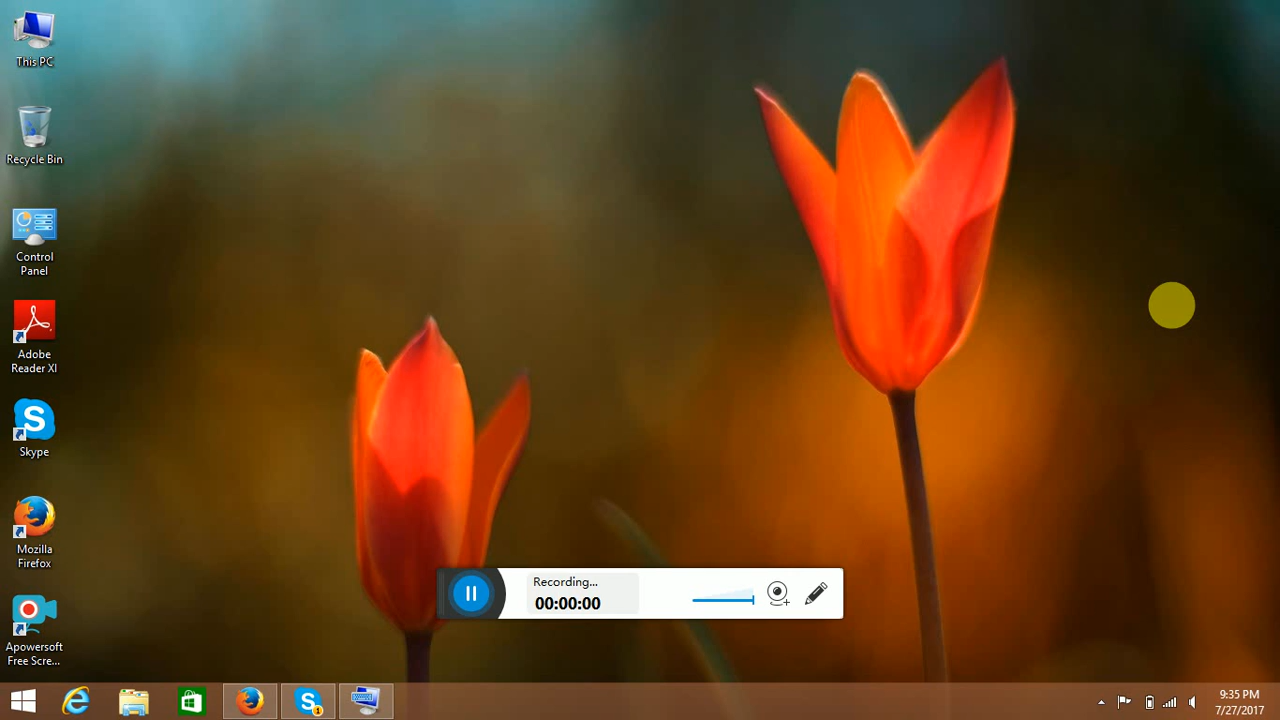 This PC
Recycle Bin
Control
Panel
Adobe
Reader XI
Skype
Mozilla
Firefox
Apowersoft
Free Scre...
Recording...
00:00:00
1
9:35 PM
7/27/2017